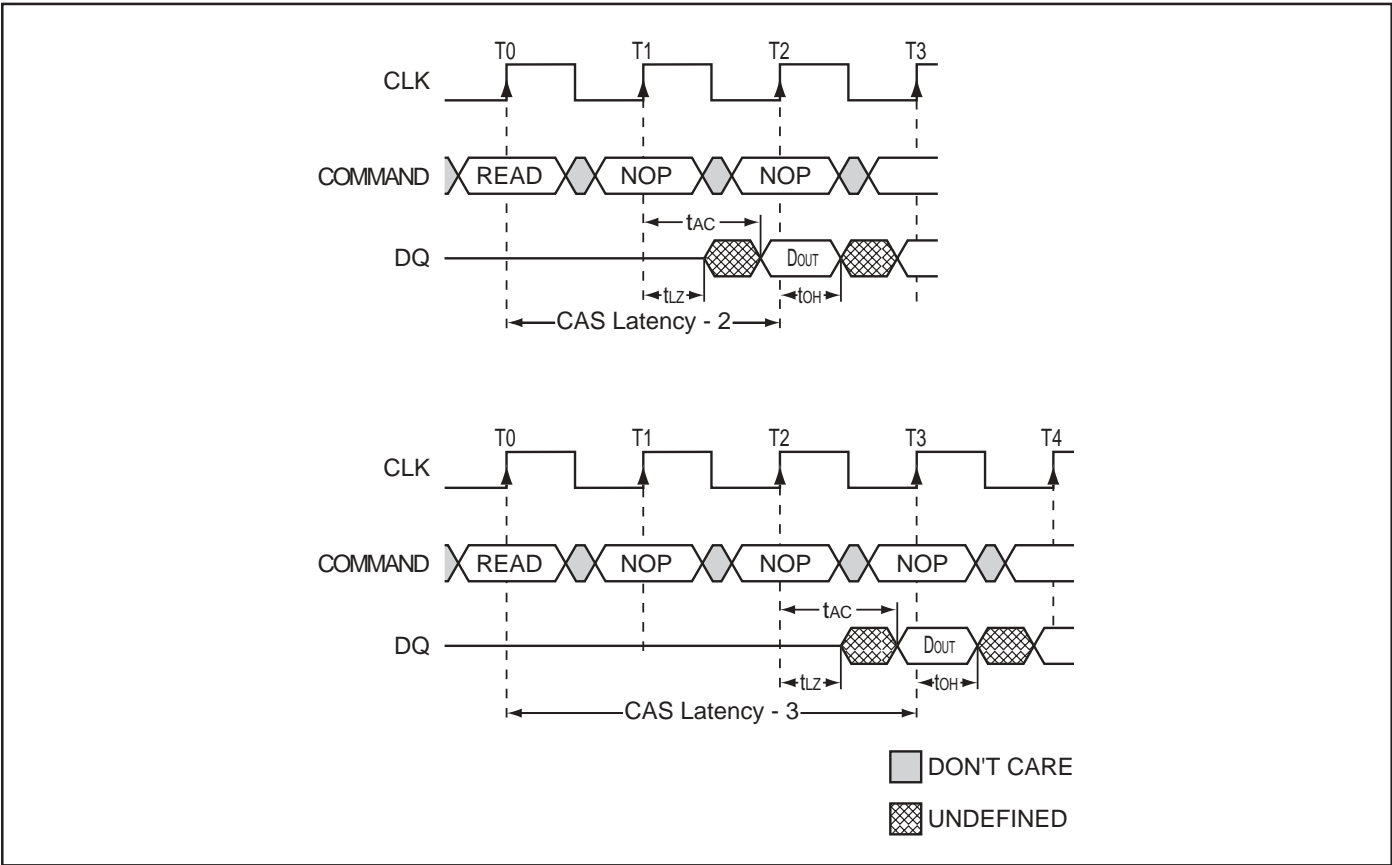 T0 T1 T2 T3
CLK
COMMAND READ NOP NOP
tAC
DQ DOUT
tLZ tOH
CAS Latency - 2
T0 T1 T2 T3 T4
CLK
COMMAND READ NOP NOP NOP
tAC
DQ DOUT
tLZ tOH
CAS Latency - 3
DON'T CARE
UNDEFINED